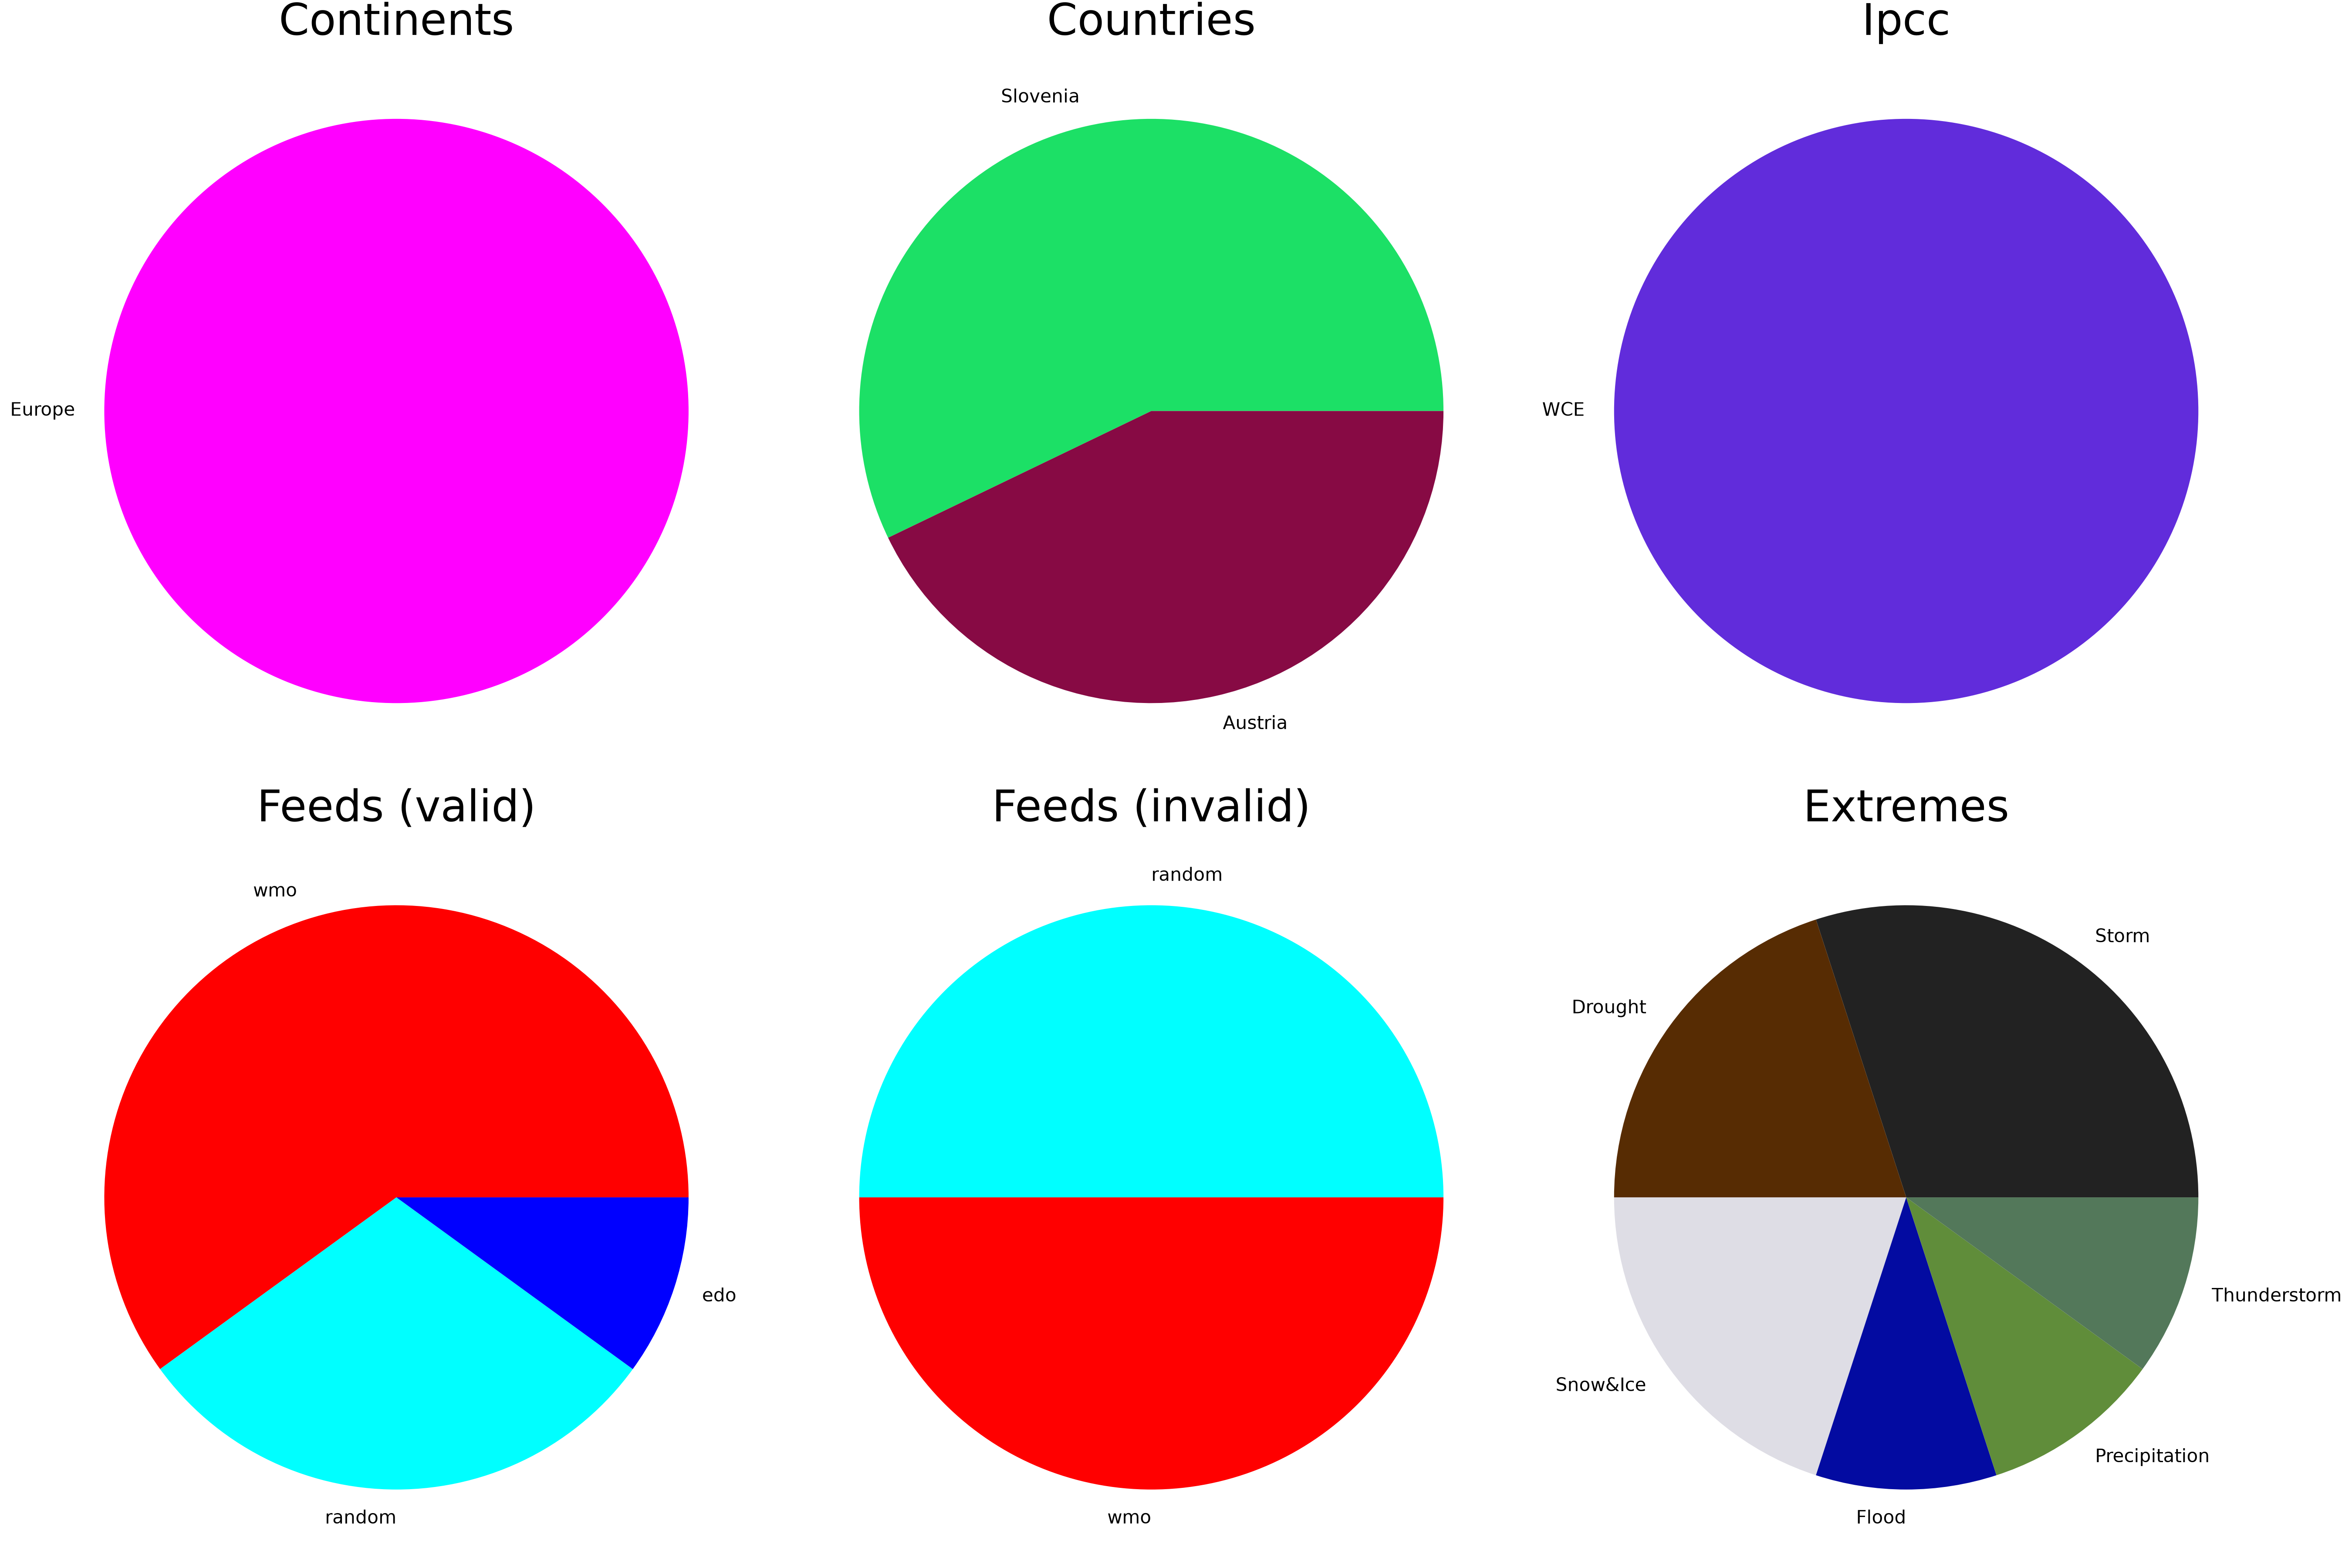 Continents
Countries
Ipcc
Slovenia
Europe
WCE
Austria
Feeds (valid)
Feeds (invalid)
Extremes
wmo
random
Storm
Drought
edo
Thunderstorm
Snow&Ice
Precipitation
random
wmo
Flood